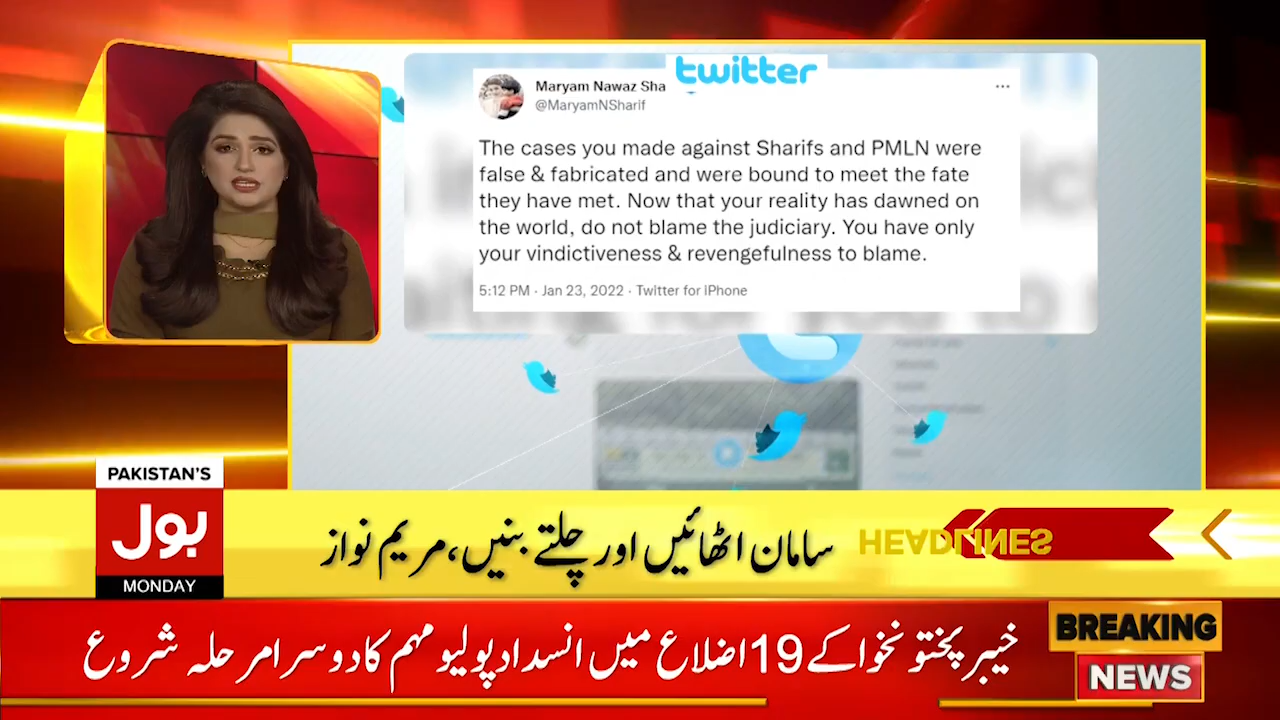 twitter
Maryam Nawaz Sha
@MaryamNSharif
The cases you made against Sharifs and PMLN were
false & fabricated and were bound to meet the fate
they have met. Now that your reality has dawned on
the world, do not blame the judiciary. You have only
your vindictiveness & revengefulness to blame.
5:12 PM · Jan 23, 2022 · Twitter for iPhone
PAKISTAN'S
بول
MONDAY
سامان اٹھائیں اور چلتے بنیں، مریم نواز
HEADLINES
خیبر پختونخوا کے 19 اضلاع میں انسداد پولیو مہم کا دوسرا مرحلہ شروع
BREAKING
NEWS